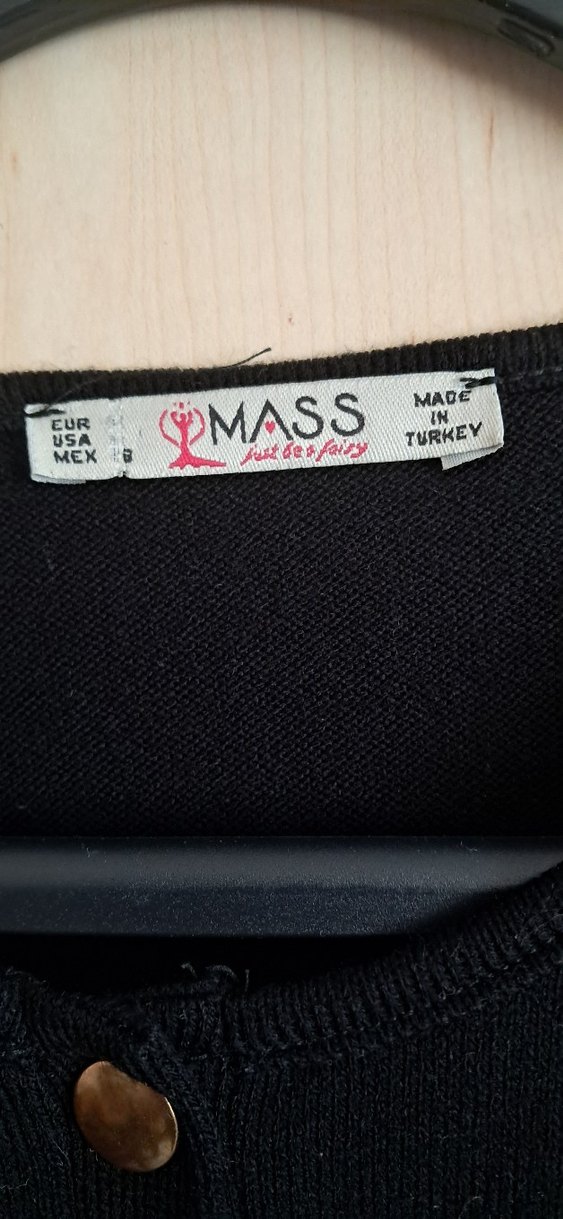 EUR
USA
MEX
MASS
just be a fairy
MADE
IN
TURKEY